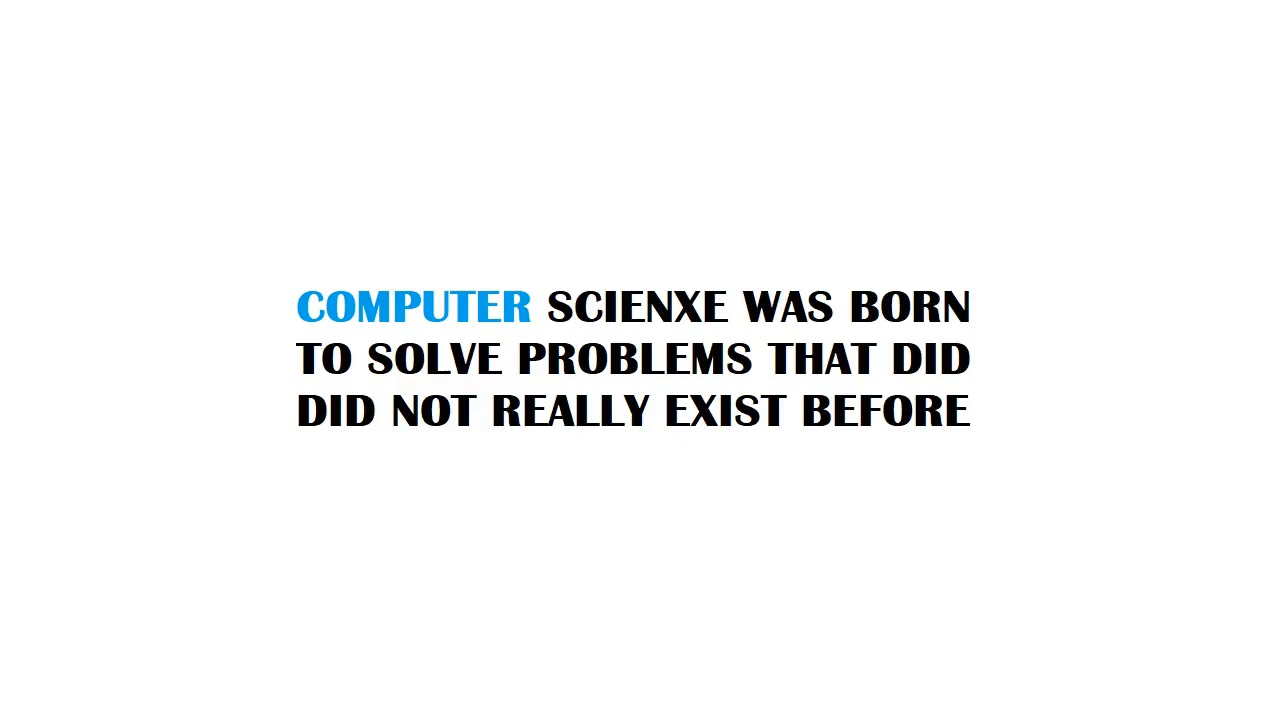 COMPUTER SCIENXE WAS BORN
TO SOLVE PROBLEMS THAT DID
DID NOT REALLY EXIST BEFORE